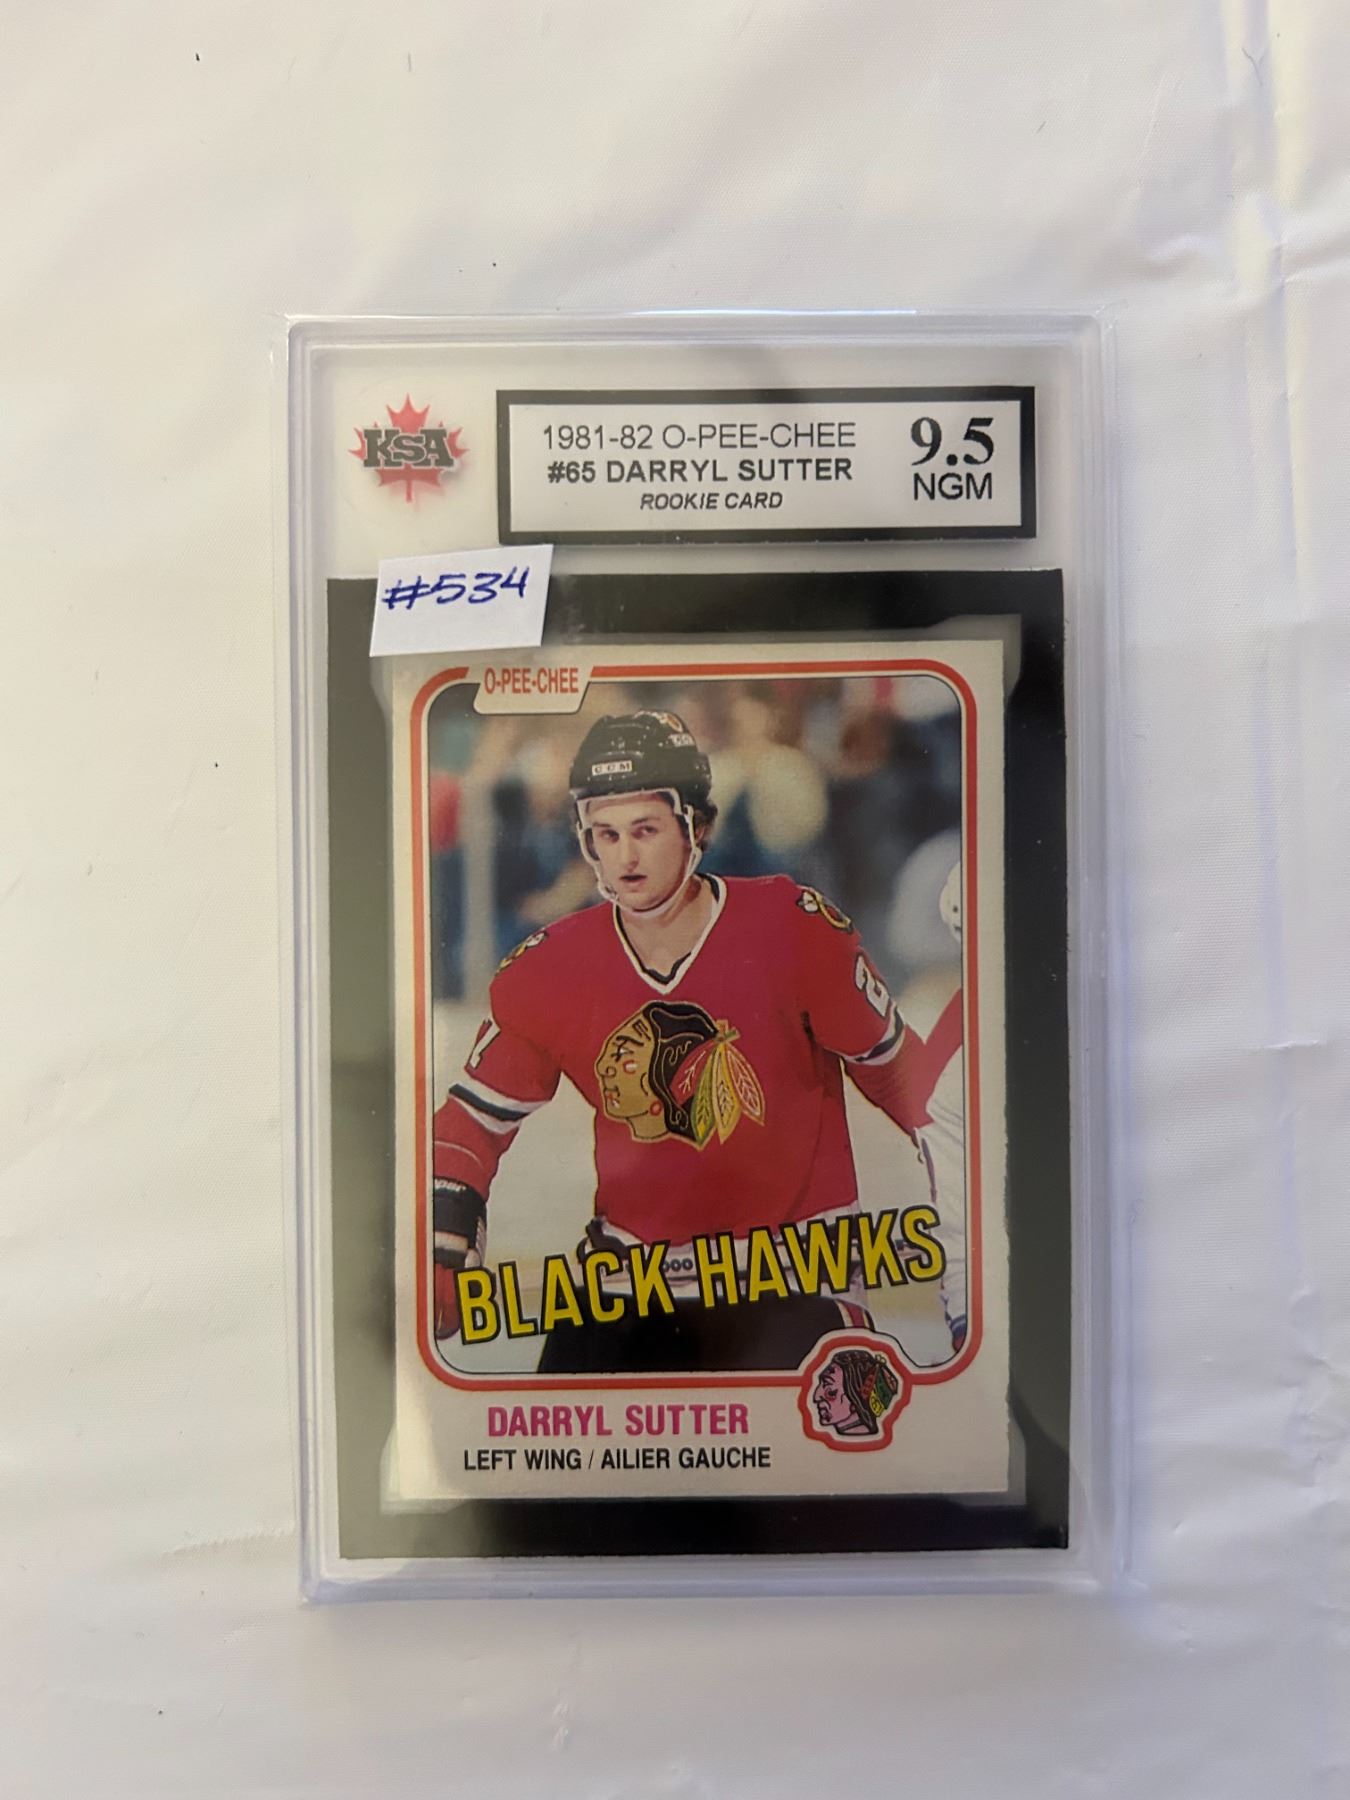 KSA
1981-82 O-PEE-CHEE
#65 DARRYL SUTTER
ROOKIE CARD
9.5
NGM
#534
O-PEE-CHEE
CCM
2
BLACK HAWKS
DARRYL SUTTER
LEFT WING / AILIER GAUCHE